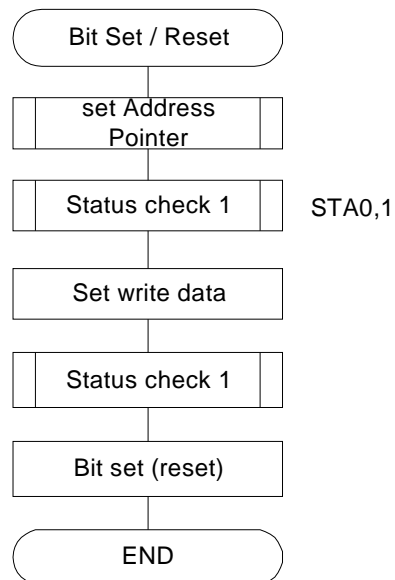 Bit Set / Reset
set Address
Pointer
Status check 1
STA0,1
Set write data
Status check 1
Bit set (reset)
END